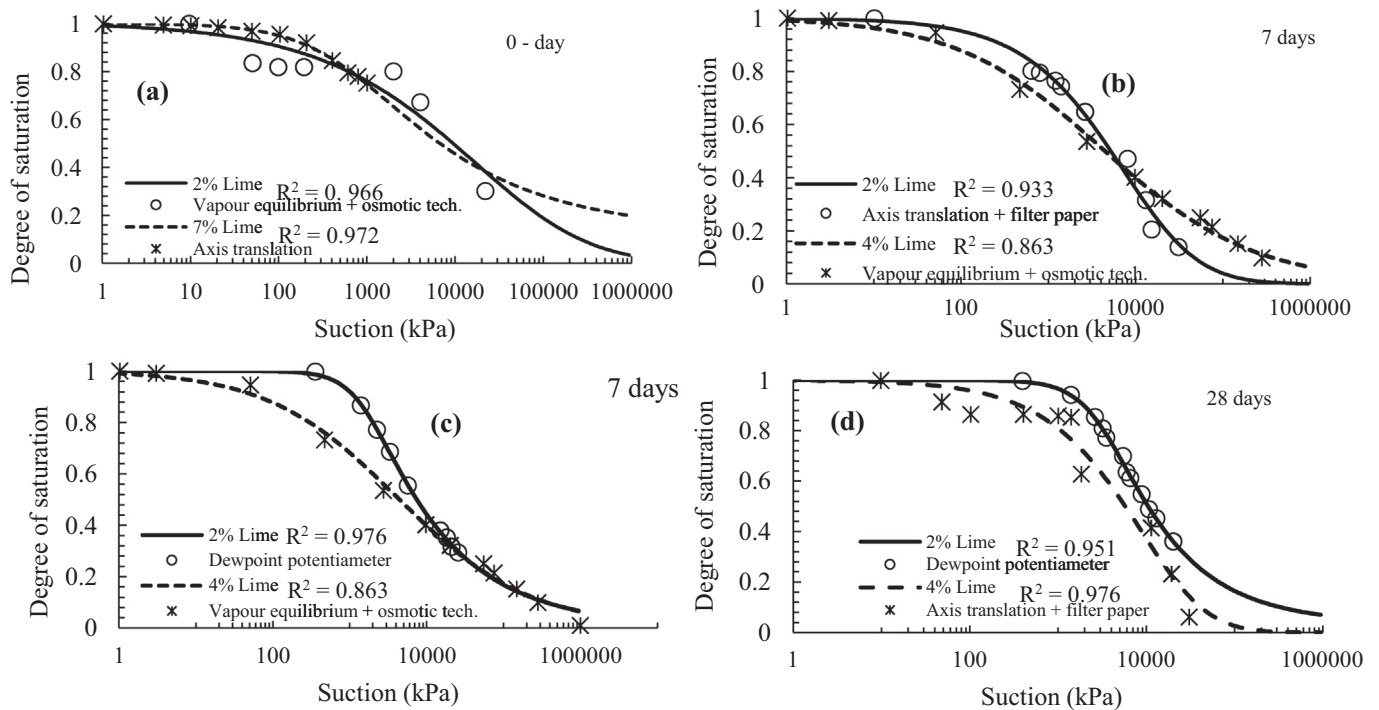 1
0.8
0.6
0.4
0.2
0
Degree of saturation
0 - day
(a)
2% Lime R² = 0.966
Vapour equilibrium + osmotic tech.
7% Lime R² = 0.972
Axis translation
1 10 100 1000 10000 100000 1000000
Suction (kPa)
1
0.8
0.6
0.4
0.2
0
Degree of saturation
7 days
(b)
2% Lime R² = 0.933
Axis translation + filter paper
4% Lime R² = 0.863
Vapour equilibrium + osmotic tech.
1 100 10000 1000000
Suction (kPa)
1
0.8
0.6
0.4
0.2
0
Degree of saturation
7 days
(c)
2% Lime R² = 0.976
Dewpoint potentiameter
4% Lime R² = 0.863
Vapour equilibrium + osmotic tech.
1 100 10000 1000000
Suction (kPa)
1
0.8
0.6
0.4
0.2
0
Degree of saturation
28 days
(d)
2% Lime R² = 0.951
Dewpoint potentiameter
4% Lime R² = 0.976
Axis translation + filter paper
1 100 10000 1000000
Suction (kPa)